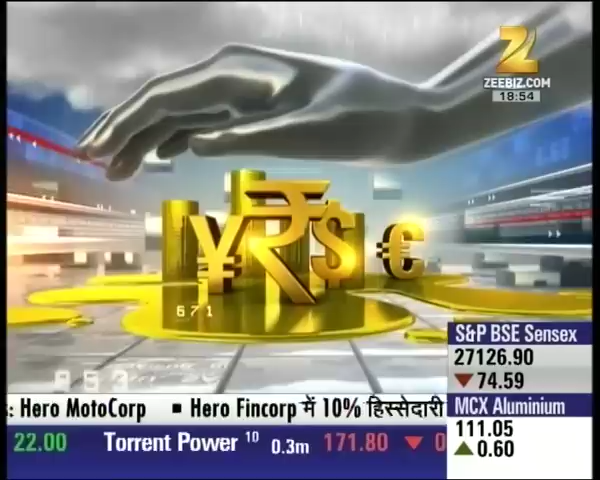 Z
ZEEBIZ.COM
18:54
¥ ₹ $ €
671
S&P BSE Sensex
27126.90
▼ 74.59
: Hero MotoCorp ■ Hero Fincorp में 10% हिस्सेदारी
MCX Aluminium
111.05
▲ 0.60
22.00 Torrent Power 10 0.3m 171.80 ▼ 0